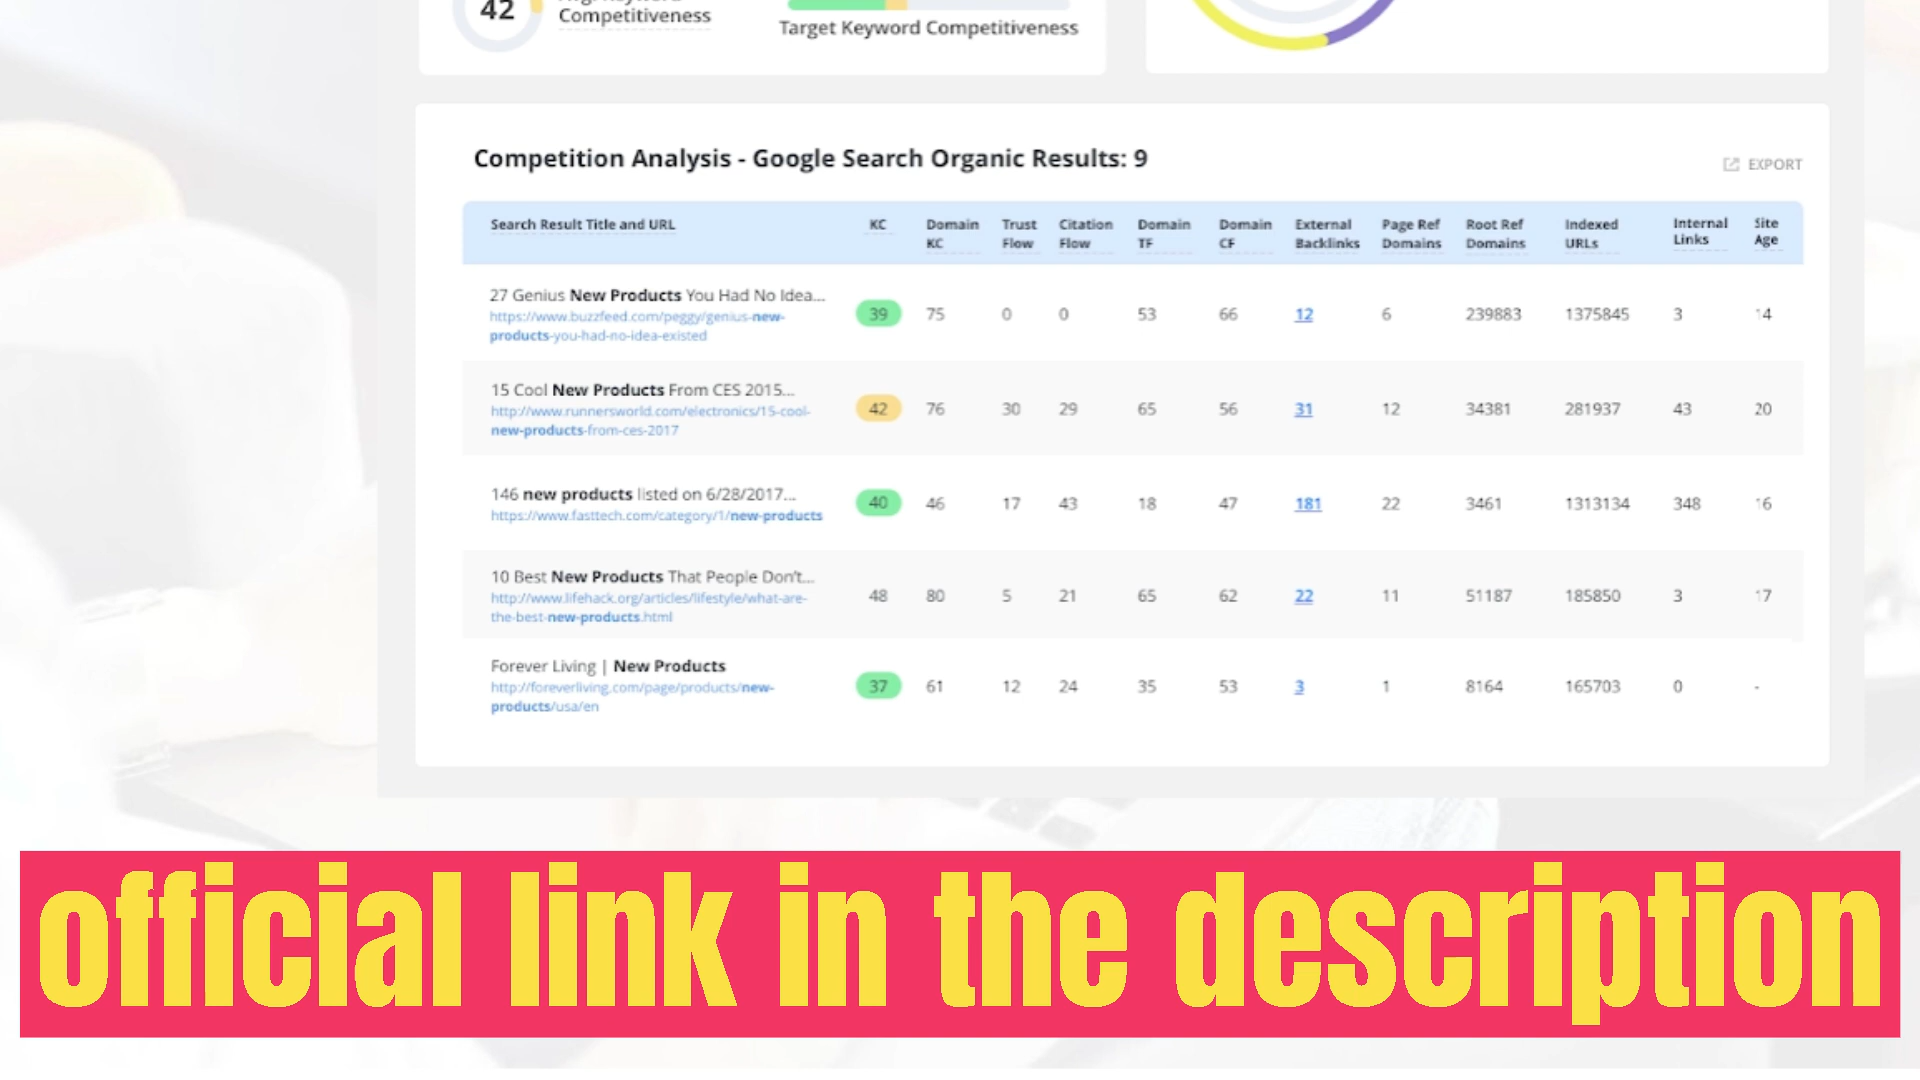 42
Competitiveness
Target Keyword Competitiveness
Competition Analysis - Google Search Organic Results: 9
EXPORT
Search Result Title and URL KC Domain KC Trust Flow Citation Flow Domain TF Domain CF External Backlinks Page Ref Domains Root Ref Domains Indexed URLs Internal Links Site Age
27 Genius New Products You Had No Idea...
https://www.buzzfeed.com/peggy/genius-new-
products-you-had-no-idea-existed
39 75 0 0 53 66 12 6 239883 1375845 3 14
15 Cool New Products From CES 2015...
http://www.runnersworld.com/electronics/15-cool-
new-products-from-ces-2017
42 76 30 29 65 56 31 12 34381 281937 43 20
146 new products listed on 6/28/2017...
https://www.fasttech.com/category/1/new-products
40 46 17 43 18 47 181 22 3461 1313134 348 16
10 Best New Products That People Don't...
http://www.lifehack.org/articles/lifestyle/what-are-
the-best-new-products.html
48 80 5 21 65 62 22 11 51187 185850 3 17
Forever Living | New Products
http://foreverliving.com/page/products/new-
products/usa/en
37 61 12 24 35 53 3 1 8164 165703 0 -
official link in the description